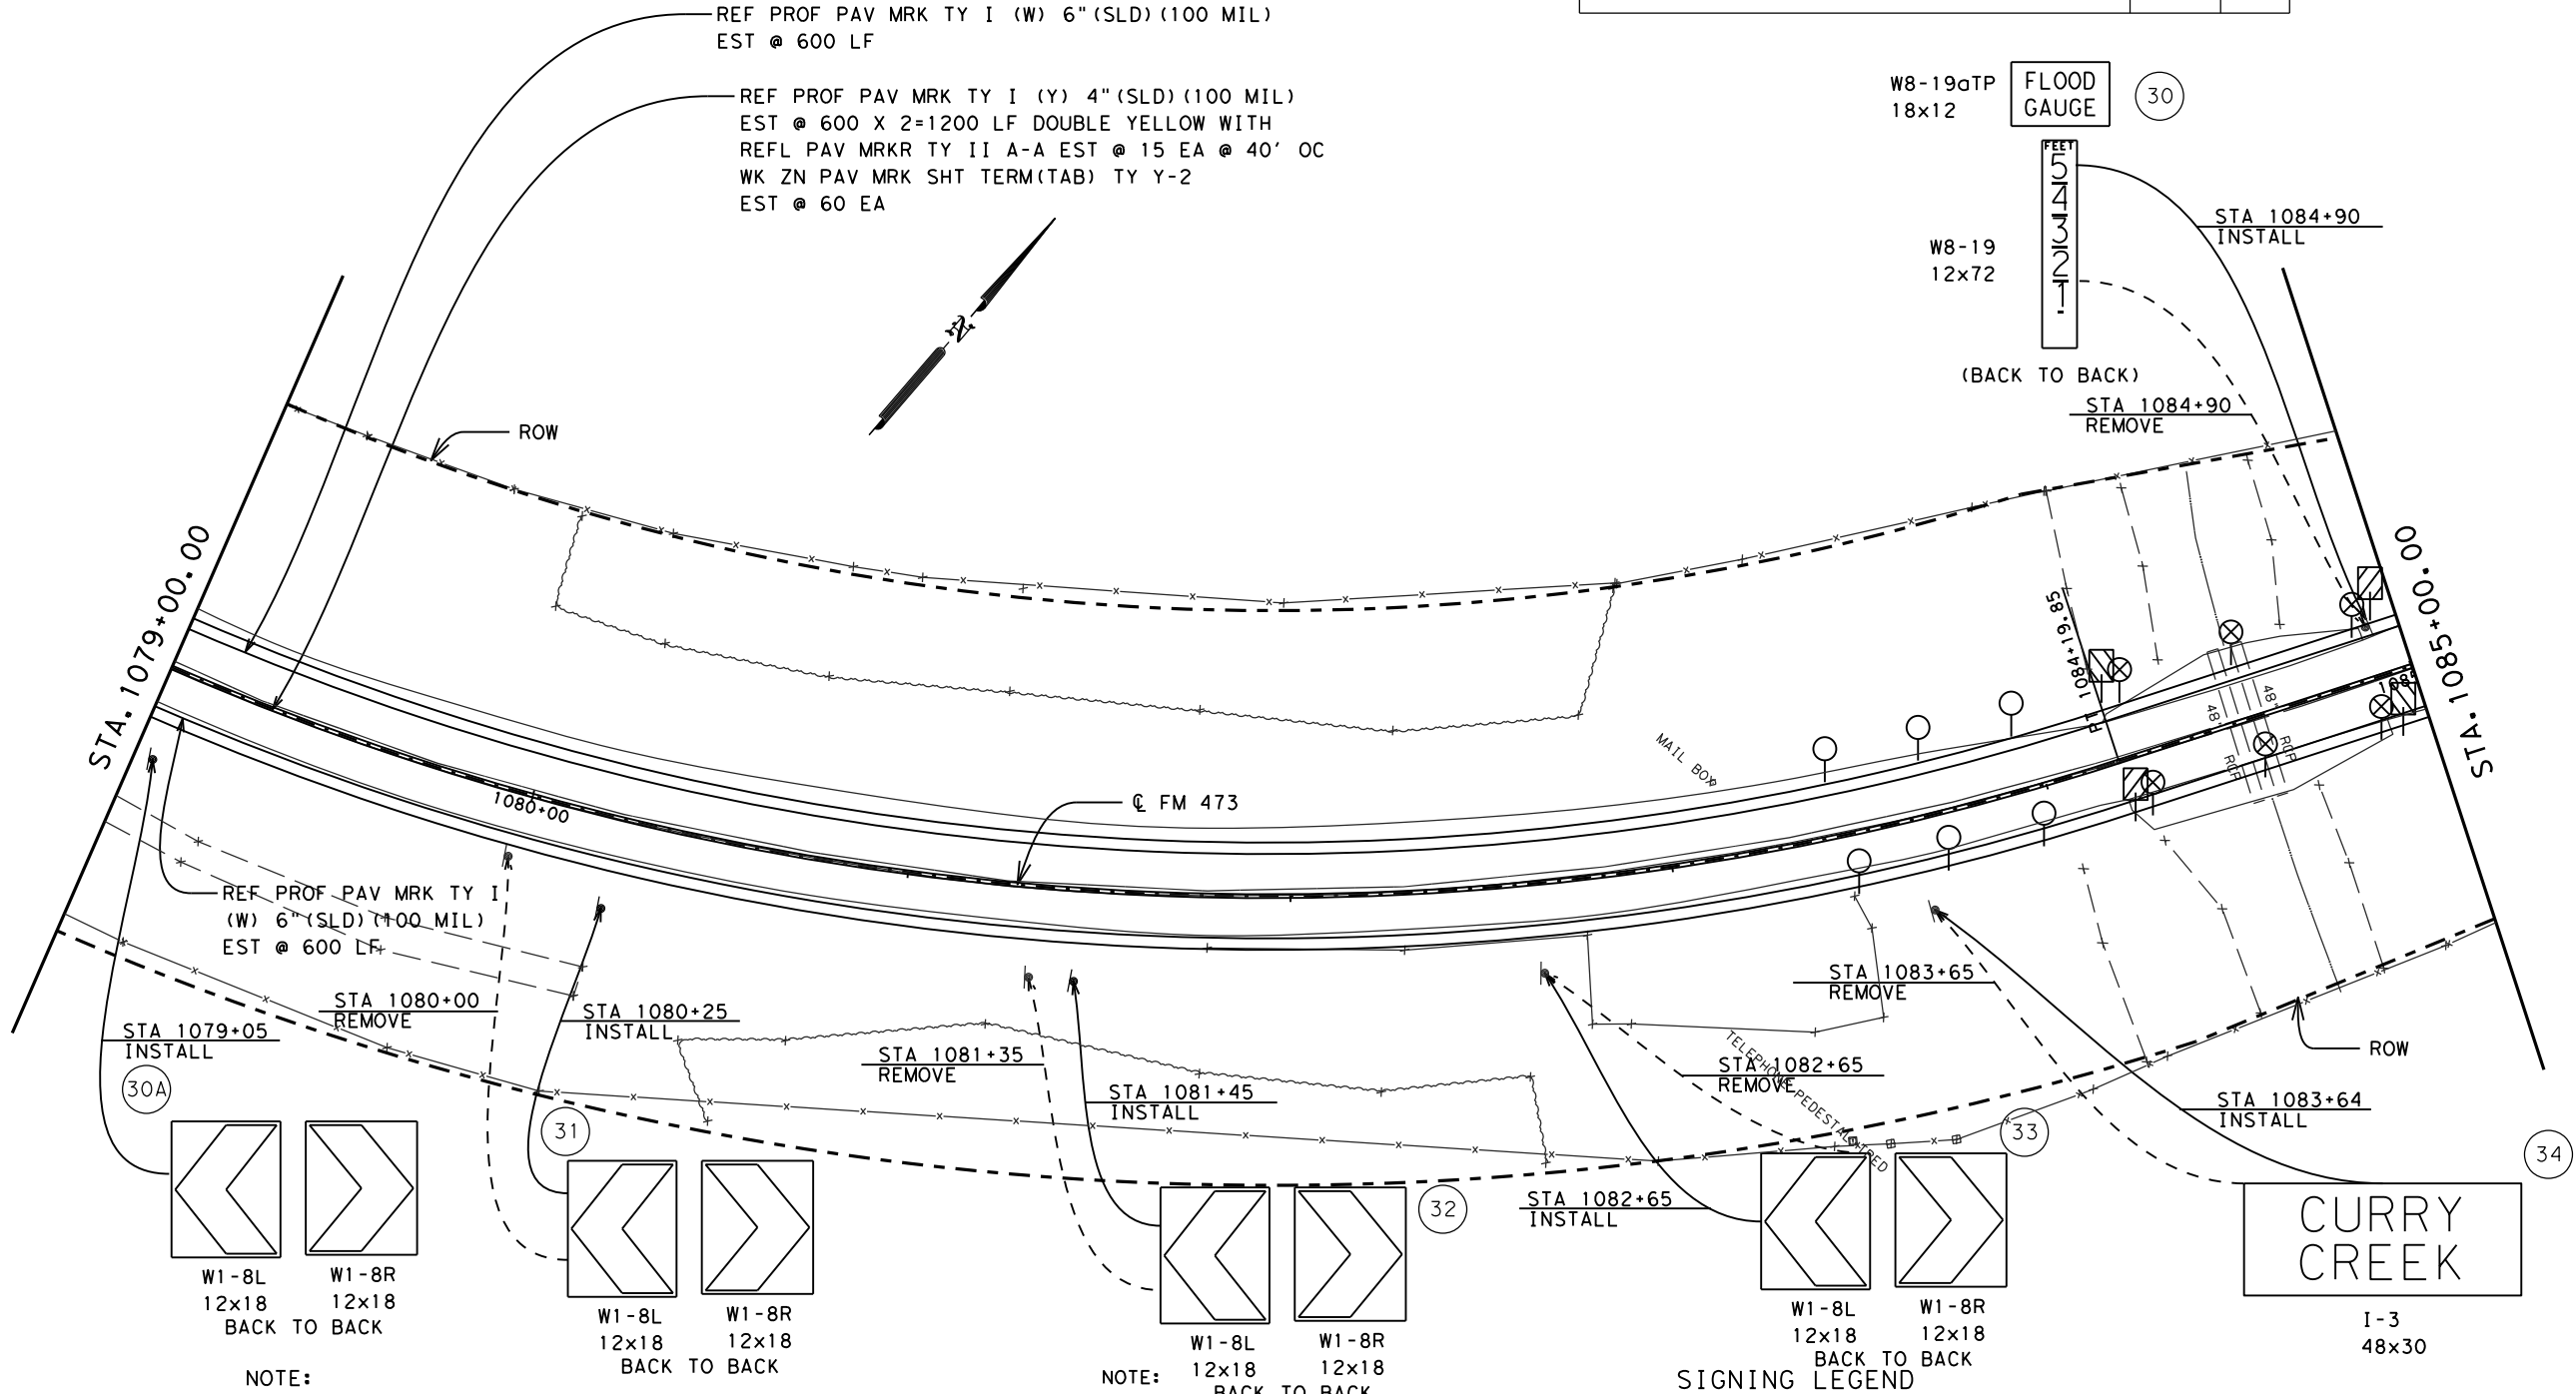 REF PROF PAV MRK TY I (W) 6"(SLD)(100 MIL)
EST @ 600 LF
REF PROF PAV MRK TY I (Y) 4"(SLD)(100 MIL)
EST @ 600 X 2=1200 LF DOUBLE YELLOW WITH
REFL PAV MRKR TY II A-A EST @ 15 EA @ 40' OC
WK ZN PAV MRK SHT TERM(TAB) TY Y-2
EST @ 60 EA
W8-19aTP
18x12
FLOOD
GAUGE
30
FEET
5
4
3
2
1
W8-19
12x72
(BACK TO BACK)
STA 1084+90
INSTALL
STA 1084+90
REMOVE
N
ROW
STA.1079+00.00
STA.1085+00.00
PT 1084+19.85
48"
48"
RCP
RCP
MAIL BOX
1080+00
℄ FM 473
REF PROF PAV MRK TY I
(W) 6"(SLD)(100 MIL)
EST @ 600 LF
STA 1079+05
INSTALL
30A
STA 1080+00
REMOVE
STA 1080+25
INSTALL
31
STA 1081+35
REMOVE
STA 1081+45
INSTALL
32
STA 1082+65
REMOVE
STA 1082+65
INSTALL
33
STA 1083+65
REMOVE
STA 1083+64
INSTALL
34
ROW
W1-8L
12x18
W1-8R
12x18
BACK TO BACK
W1-8L
12x18
W1-8R
12x18
BACK TO BACK
W1-8L
12x18
W1-8R
12x18
BACK TO BACK
W1-8L
12x18
W1-8R
12x18
BACK TO BACK
CURRY
CREEK
I-3
48x30
NOTE:
NOTE:
SIGNING LEGEND